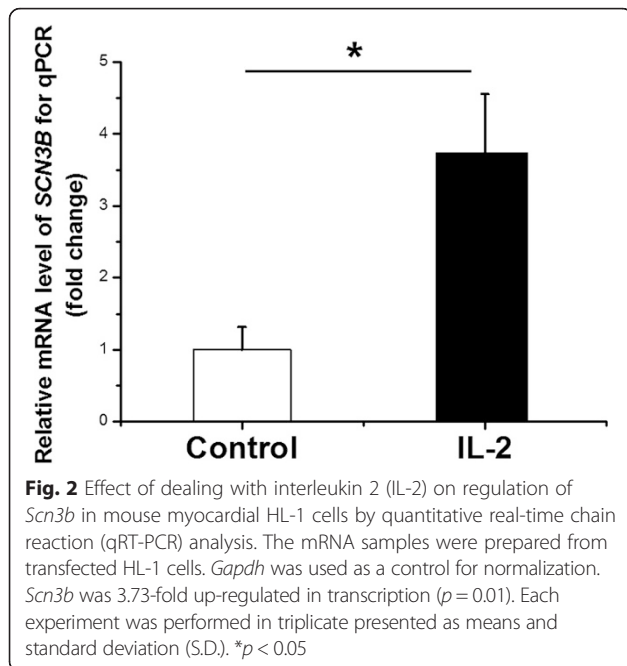 *
Relative mRNA level of SCN3B for qPCR
(fold change)
5
4
3
2
1
0
Control
IL-2
Fig. 2 Effect of dealing with interleukin 2 (IL-2) on regulation of
Scn3b in mouse myocardial HL-1 cells by quantitative real-time chain
reaction (qRT-PCR) analysis. The mRNA samples were prepared from
transfected HL-1 cells. Gapdh was used as a control for normalization.
Scn3b was 3.73-fold up-regulated in transcription (p = 0.01). Each
experiment was performed in triplicate presented as means and
standard deviation (S.D.). *p < 0.05